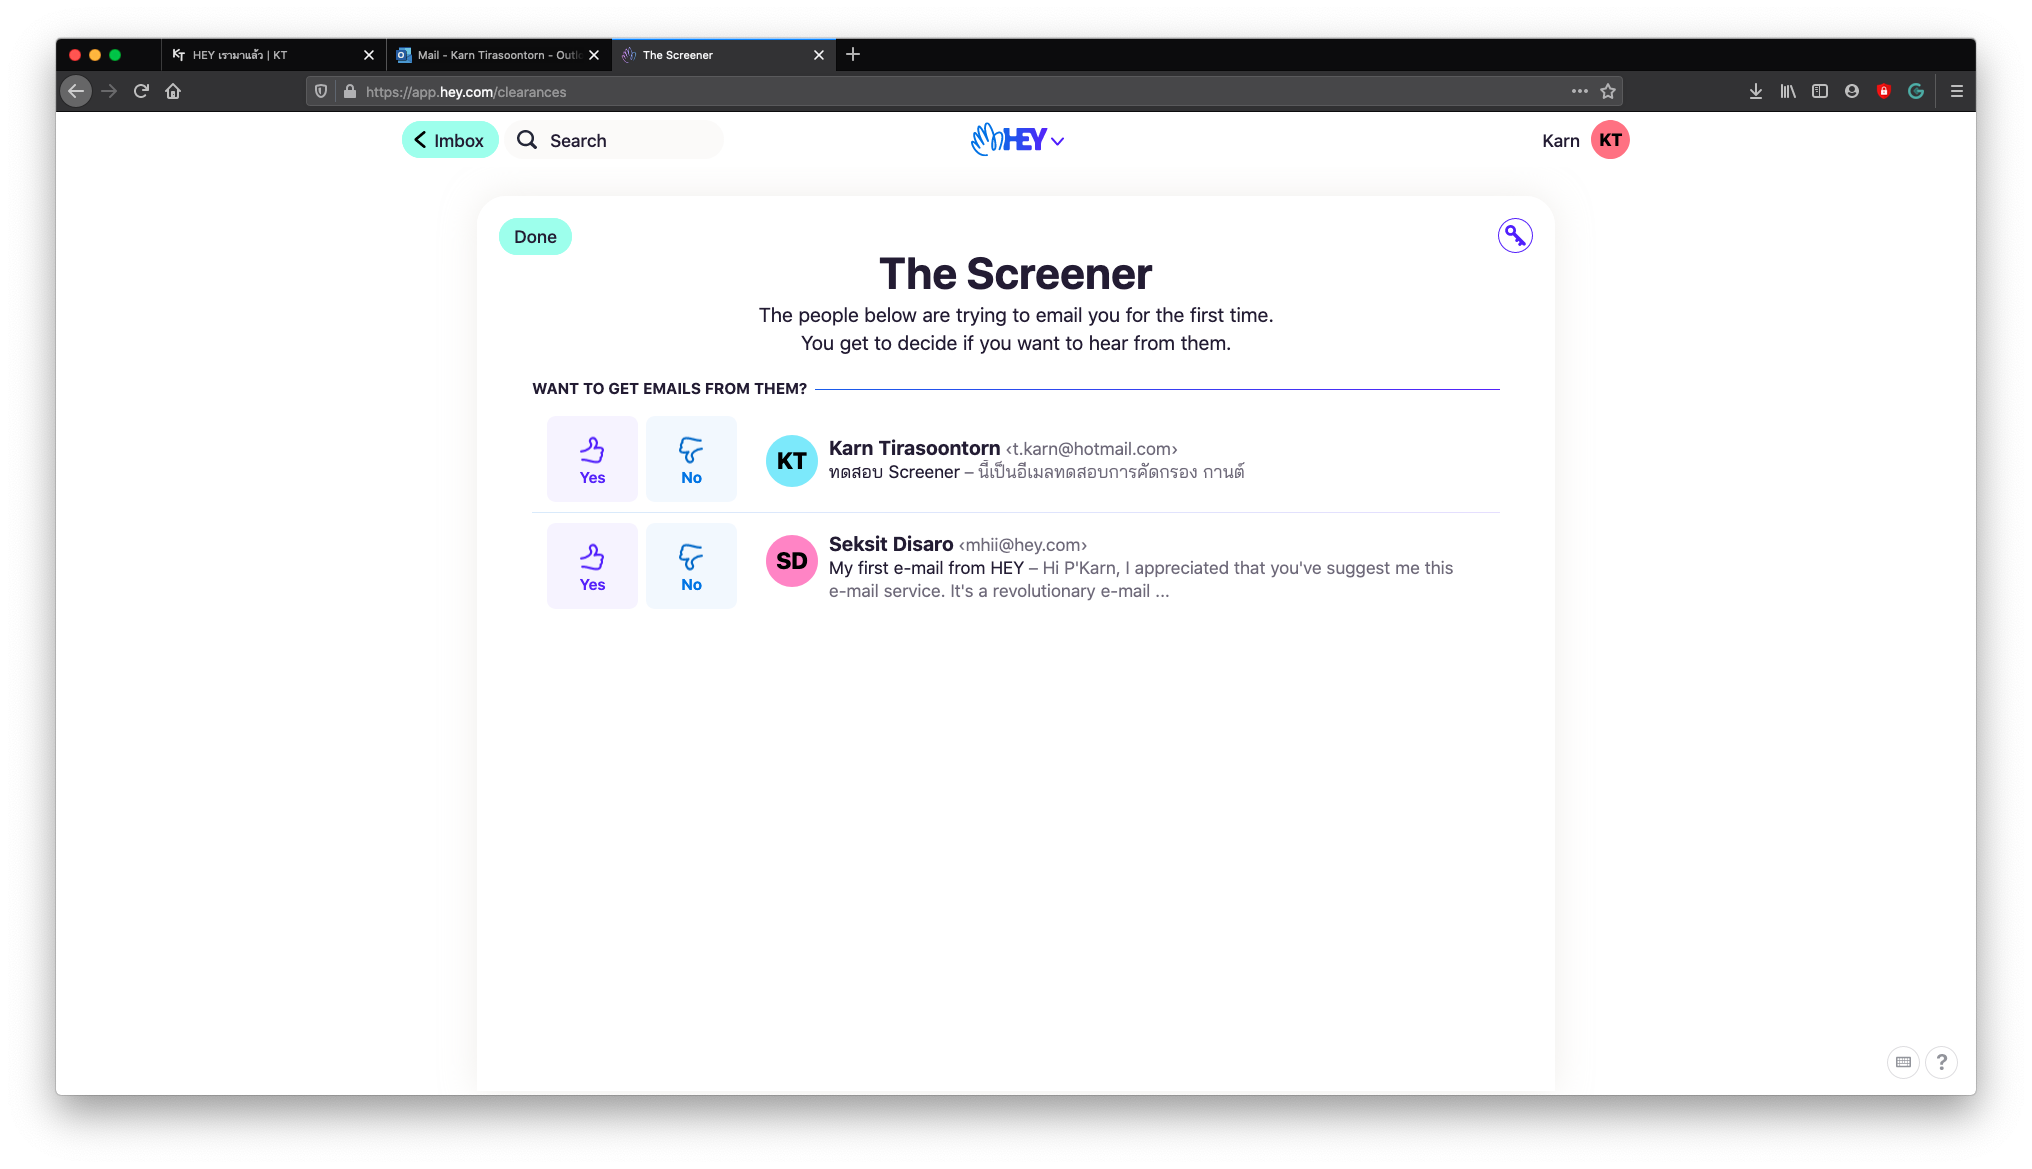 HEY เรามาแล้ว | KT
Mail - Karn Tirasoontorn - Outlo
The Screener
https://app.hey.com/clearances
Imbox
Search
HEY
Karn
KT
Done
The Screener
The people below are trying to email you for the first time.
You get to decide if you want to hear from them.
WANT TO GET EMAILS FROM THEM?
Yes
No
KT
Karn Tirasoontorn <t.karn@hotmail.com>
ทดสอบ Screener – นี่เป็นอีเมลทดสอบการคัดกรอง กานต์
Yes
No
SD
Seksit Disaro <mhii@hey.com>
My first e-mail from HEY – Hi P'Karn, I appreciated that you've suggest me this
e-mail service. It's a revolutionary e-mail ...